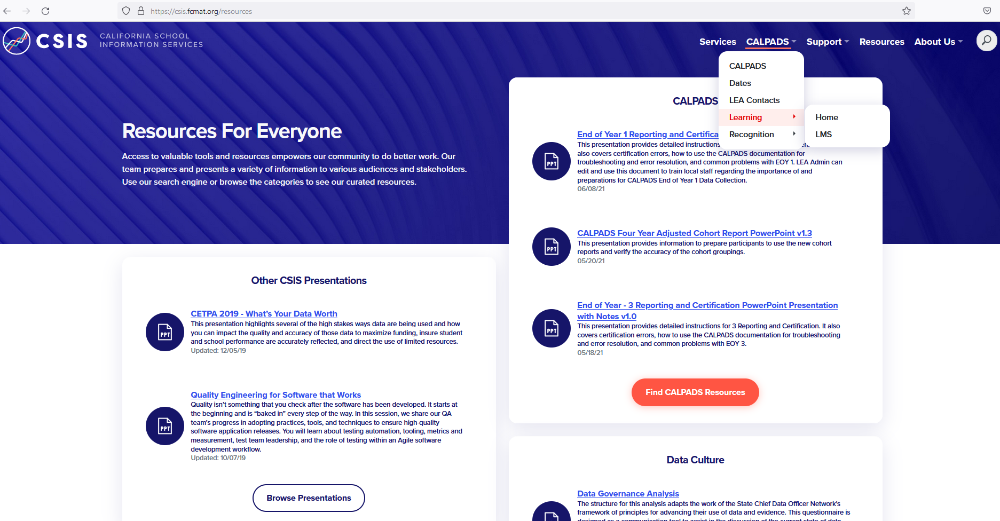 https://csis.fcmat.org/resources
CSIS
CALIFORNIA SCHOOL
INFORMATION SERVICES
Services
CALPADS
Support
Resources
About Us
CALPADS
Dates
LEA Contacts
Learning
Recognition
Home
LMS
Resources For Everyone
Access to valuable tools and resources empowers our community to do better work. Our
team prepares and presents a variety of information to various audiences and stakeholders.
Use our search engine or browse the categories to see our curated resources.
CALPADS
End of Year 1 Reporting and Certifica
This presentation provides detailed instructions
also covers certification errors, how to use the CALPADS documentation for
troubleshooting and error resolution, and common problems with EOY 1. LEA Admin can
edit and use this document to train local staff regarding the importance of and
preparations for CALPADS End of Year 1 Data Collection.
06/08/21
PPT
CALPADS Four Year Adjusted Cohort Report PowerPoint v1.3
This presentation provides information to prepare participants to use the new cohort
reports and verify the accuracy of the cohort groupings.
05/20/21
PPT
End of Year - 3 Reporting and Certification PowerPoint Presentation
with Notes v1.0
This presentation provides detailed instructions for 3 Reporting and Certification. It also
covers certification errors, how to use the CALPADS documentation for troubleshooting
and error resolution, and common problems with EOY 3.
05/18/21
PPT
Find CALPADS Resources
Other CSIS Presentations
CETPA 2019 - What's Your Data Worth
This presentation highlights several of the high stakes ways data are being used and how
you can impact the quality and accuracy of those data to maximize funding, insure student
and school performance are accurately reflected, and direct the use of limited resources.
Updated: 12/05/19
PPT
Quality Engineering for Software that Works
Quality isn't something that you check after the software has been developed. It starts at
the beginning and is “baked in” every step of the way. In this session, we share our QA
team's progress in adopting practices, tools, and techniques to ensure high-quality
software application releases. You will learn about testing automation, tooling, metrics and
measurement, test team leadership, and the role of testing within an Agile software
development workflow.
Updated: 10/07/19
PPT
Browse Presentations
Data Culture
Data Governance Analysis
The structure for this analysis adapts the work of the State Chief Data Officer Network's
framework of principles for advancing their use of data and evidence. This questionnaire is
designed as a communication tool to assist in the discussion of the current state of data